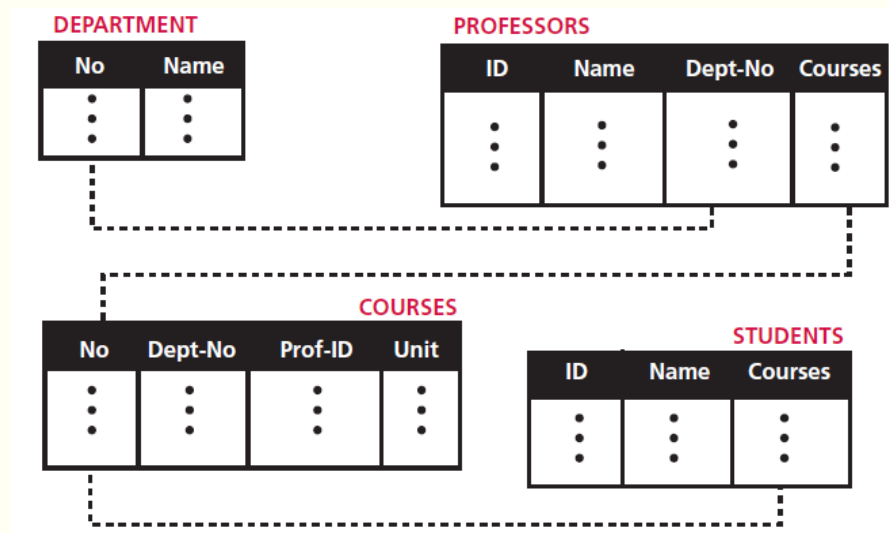 DEPARTMENT
No Name
PROFESSORS
ID Name Dept-No Courses
COURSES
No Dept-No Prof-ID Unit
STUDENTS
ID Name Courses